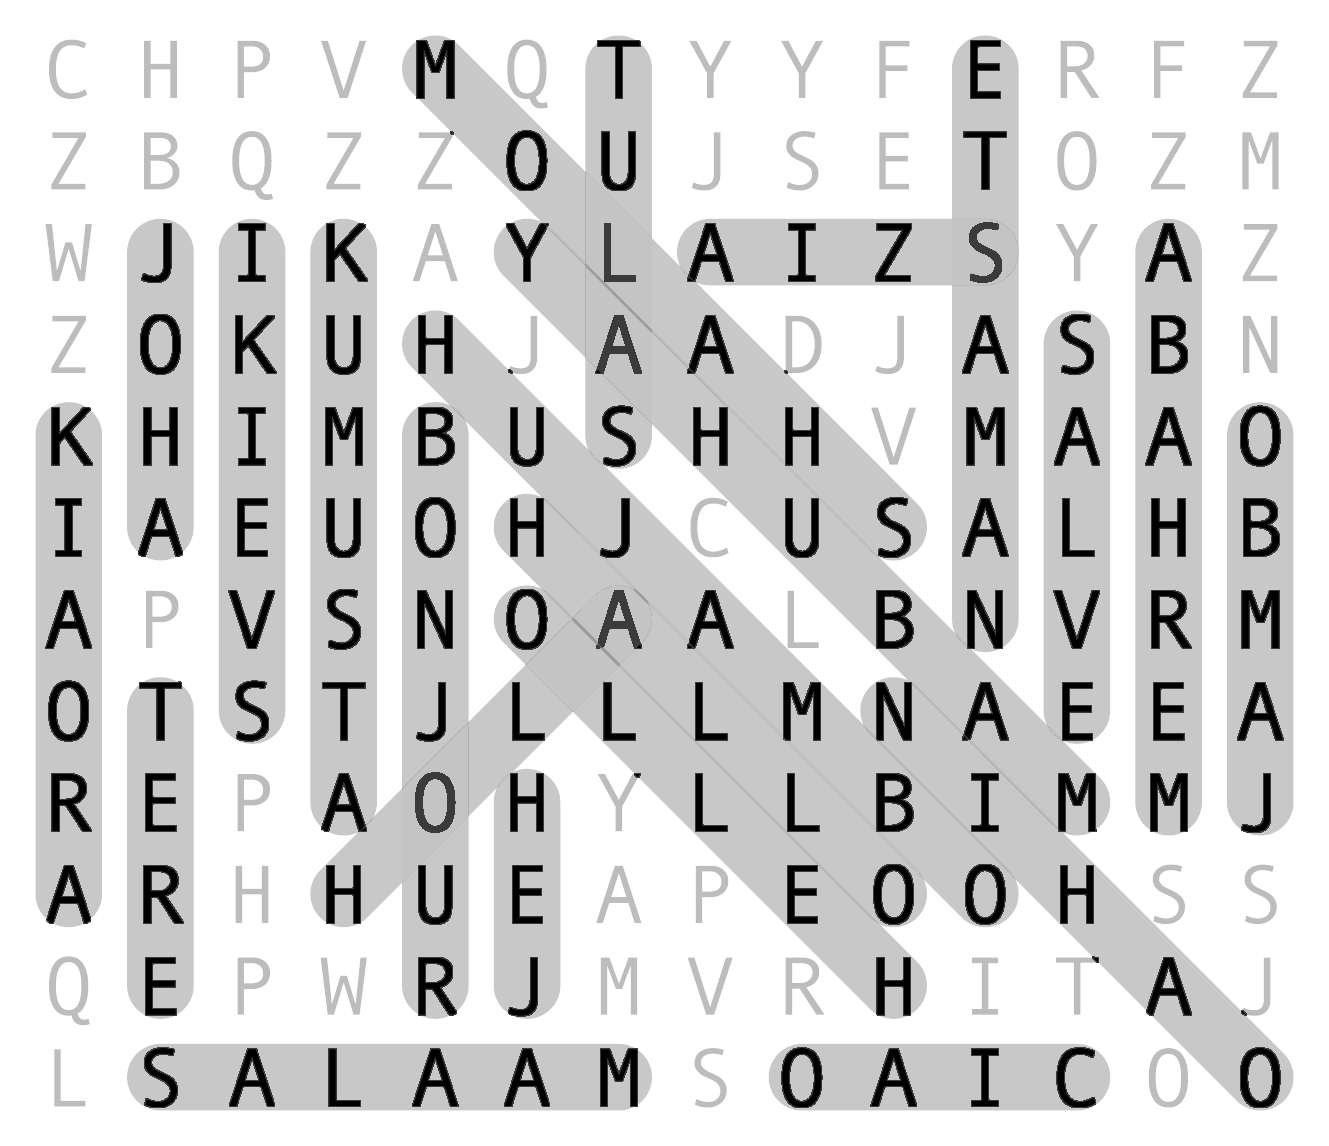 C H P V M Q T Y Y F E R F Z
Z B Q Z Z O U J S E T O Z M
W J I K A Y L A I Z S Y A Z
Z O K U H J A A D J A S B N
K H I M B U S H H V M A A O
I A E U O H J C U S A L H B
A P V S N O A A L B N V R M
O T S T J L L L M N A E E A
R E P A O H Y L L B I M M J
A R H H U E A P E O O H S S
Q E P W R J M V R H I T A J
L S A L A A M S O A I C O O